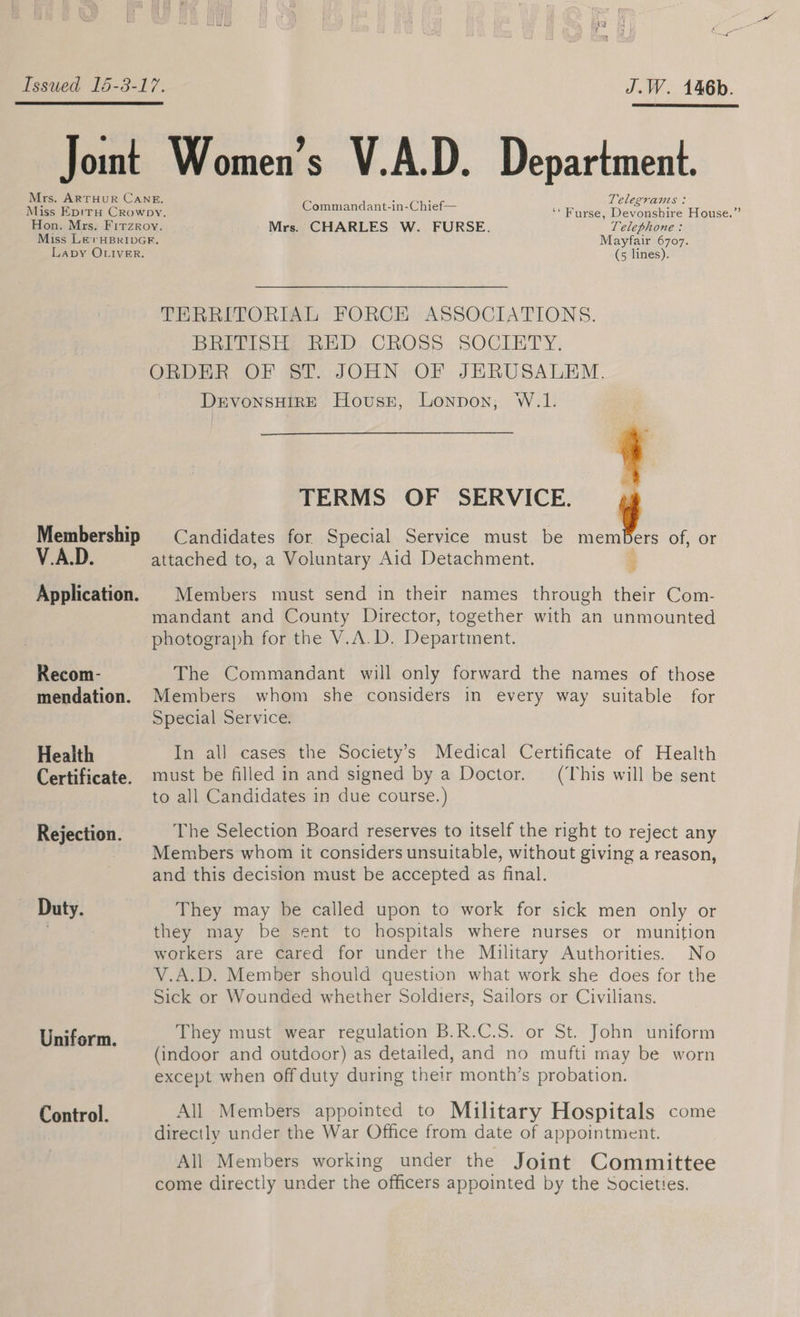 THIS FORM IS BEING REVISED
Issued 15-3-17. J.W. 146b.
Joint Women's V.A.D. Department.
Mrs. ARTHUR CANE.
Miss EDITH CROWDY.
Hon. Mrs. FITZROY.
Miss LETHBRIDGE.
LADY OLIVER.
Commandant-in-Chief—
Mrs. CHARLES W. FURSE.
Telegrams:
“Furse, Devonshire House.”
Telephone:
Mayfair 6707.
(5 lines).
TERRITORIAL FORCE ASSOCIATIONS.
BRITISH RED CROSS SOCIETY.
ORDER OF ST. JOHN OF JERUSALEM.
DEVONSHIRE HOUSE, LONDON, W.1.
TERMS OF SERVICE.
Membership V.A.D.
Candidates for Special Service must be members of, or
attached to, a Voluntary Aid Detachment.
Application.
Members must send in their names through their Com-
mandant and County Director, together with an unmounted
photograph for the V.A.D. Department.
Recom-
mendation.
The Commandant will only forward the names of those
Members whom she considers in every way suitable for
Special Service.
Health
Certificate.
In all cases the Society's Medical Certificate of Health
must be filled in and signed by a Doctor. (This will be sent
to all Candidates in due course.)
Rejection.
The Selection Board reserves to itself the right to reject any
Members whom it considers unsuitable, without giving a reason,
and this decision must be accepted as final.
Duty.
They may be called upon to work for sick men only or
they may be sent to hospitals where nurses or munition
workers are cared for under the Military Authorities. No
V.A.D. Member should question what work she does for the
Sick or Wounded whether Soldiers, Sailors or Civilians.
Uniform.
They must wear regulation B.R.C.S. or St. John uniform
(indoor and outdoor) as detailed, and no mufti may be worn
except when off duty during their month's probation.
Control.
All Members appointed to Military Hospitals come
directly under the War Office from date of appointment.
All Members working under the Joint Committee
come directly under the officers appointed by the Societies.